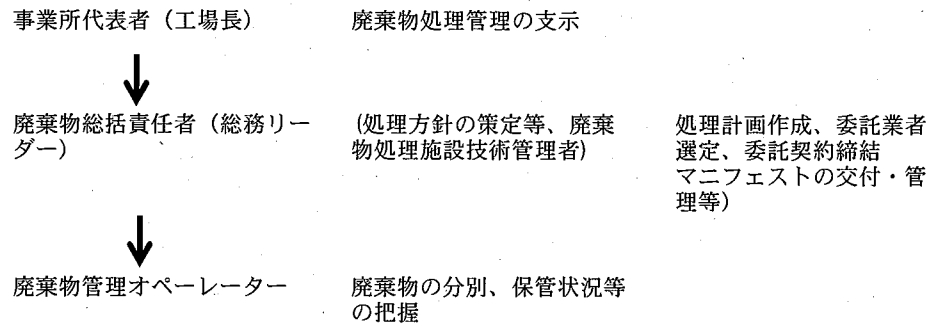 事業所代表者（工場長）
廃棄物処理管理の支示
廃棄物総括責任者（総務リー
ダー）
(処理方針の策定等、廃棄
物処理施設技術管理者)
処理計画作成、委託業者
選定、委託契約締結
マニフェストの交付・管
理等）
廃棄物管理オペーレーター
廃棄物の分別、保管状況等
の把握